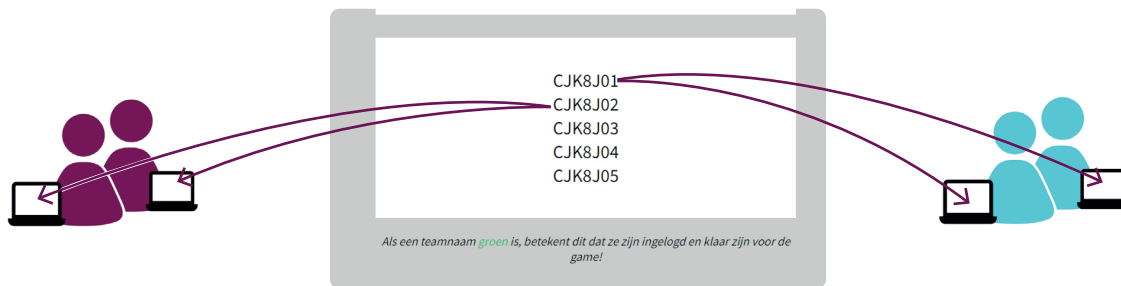 CJK8J01
CJK8J02
CJK8J03
CJK8J04
CJK8J05
Als een teamnaam groen is, betekent dit dat ze zijn ingelogd en klaar zijn voor de
game!